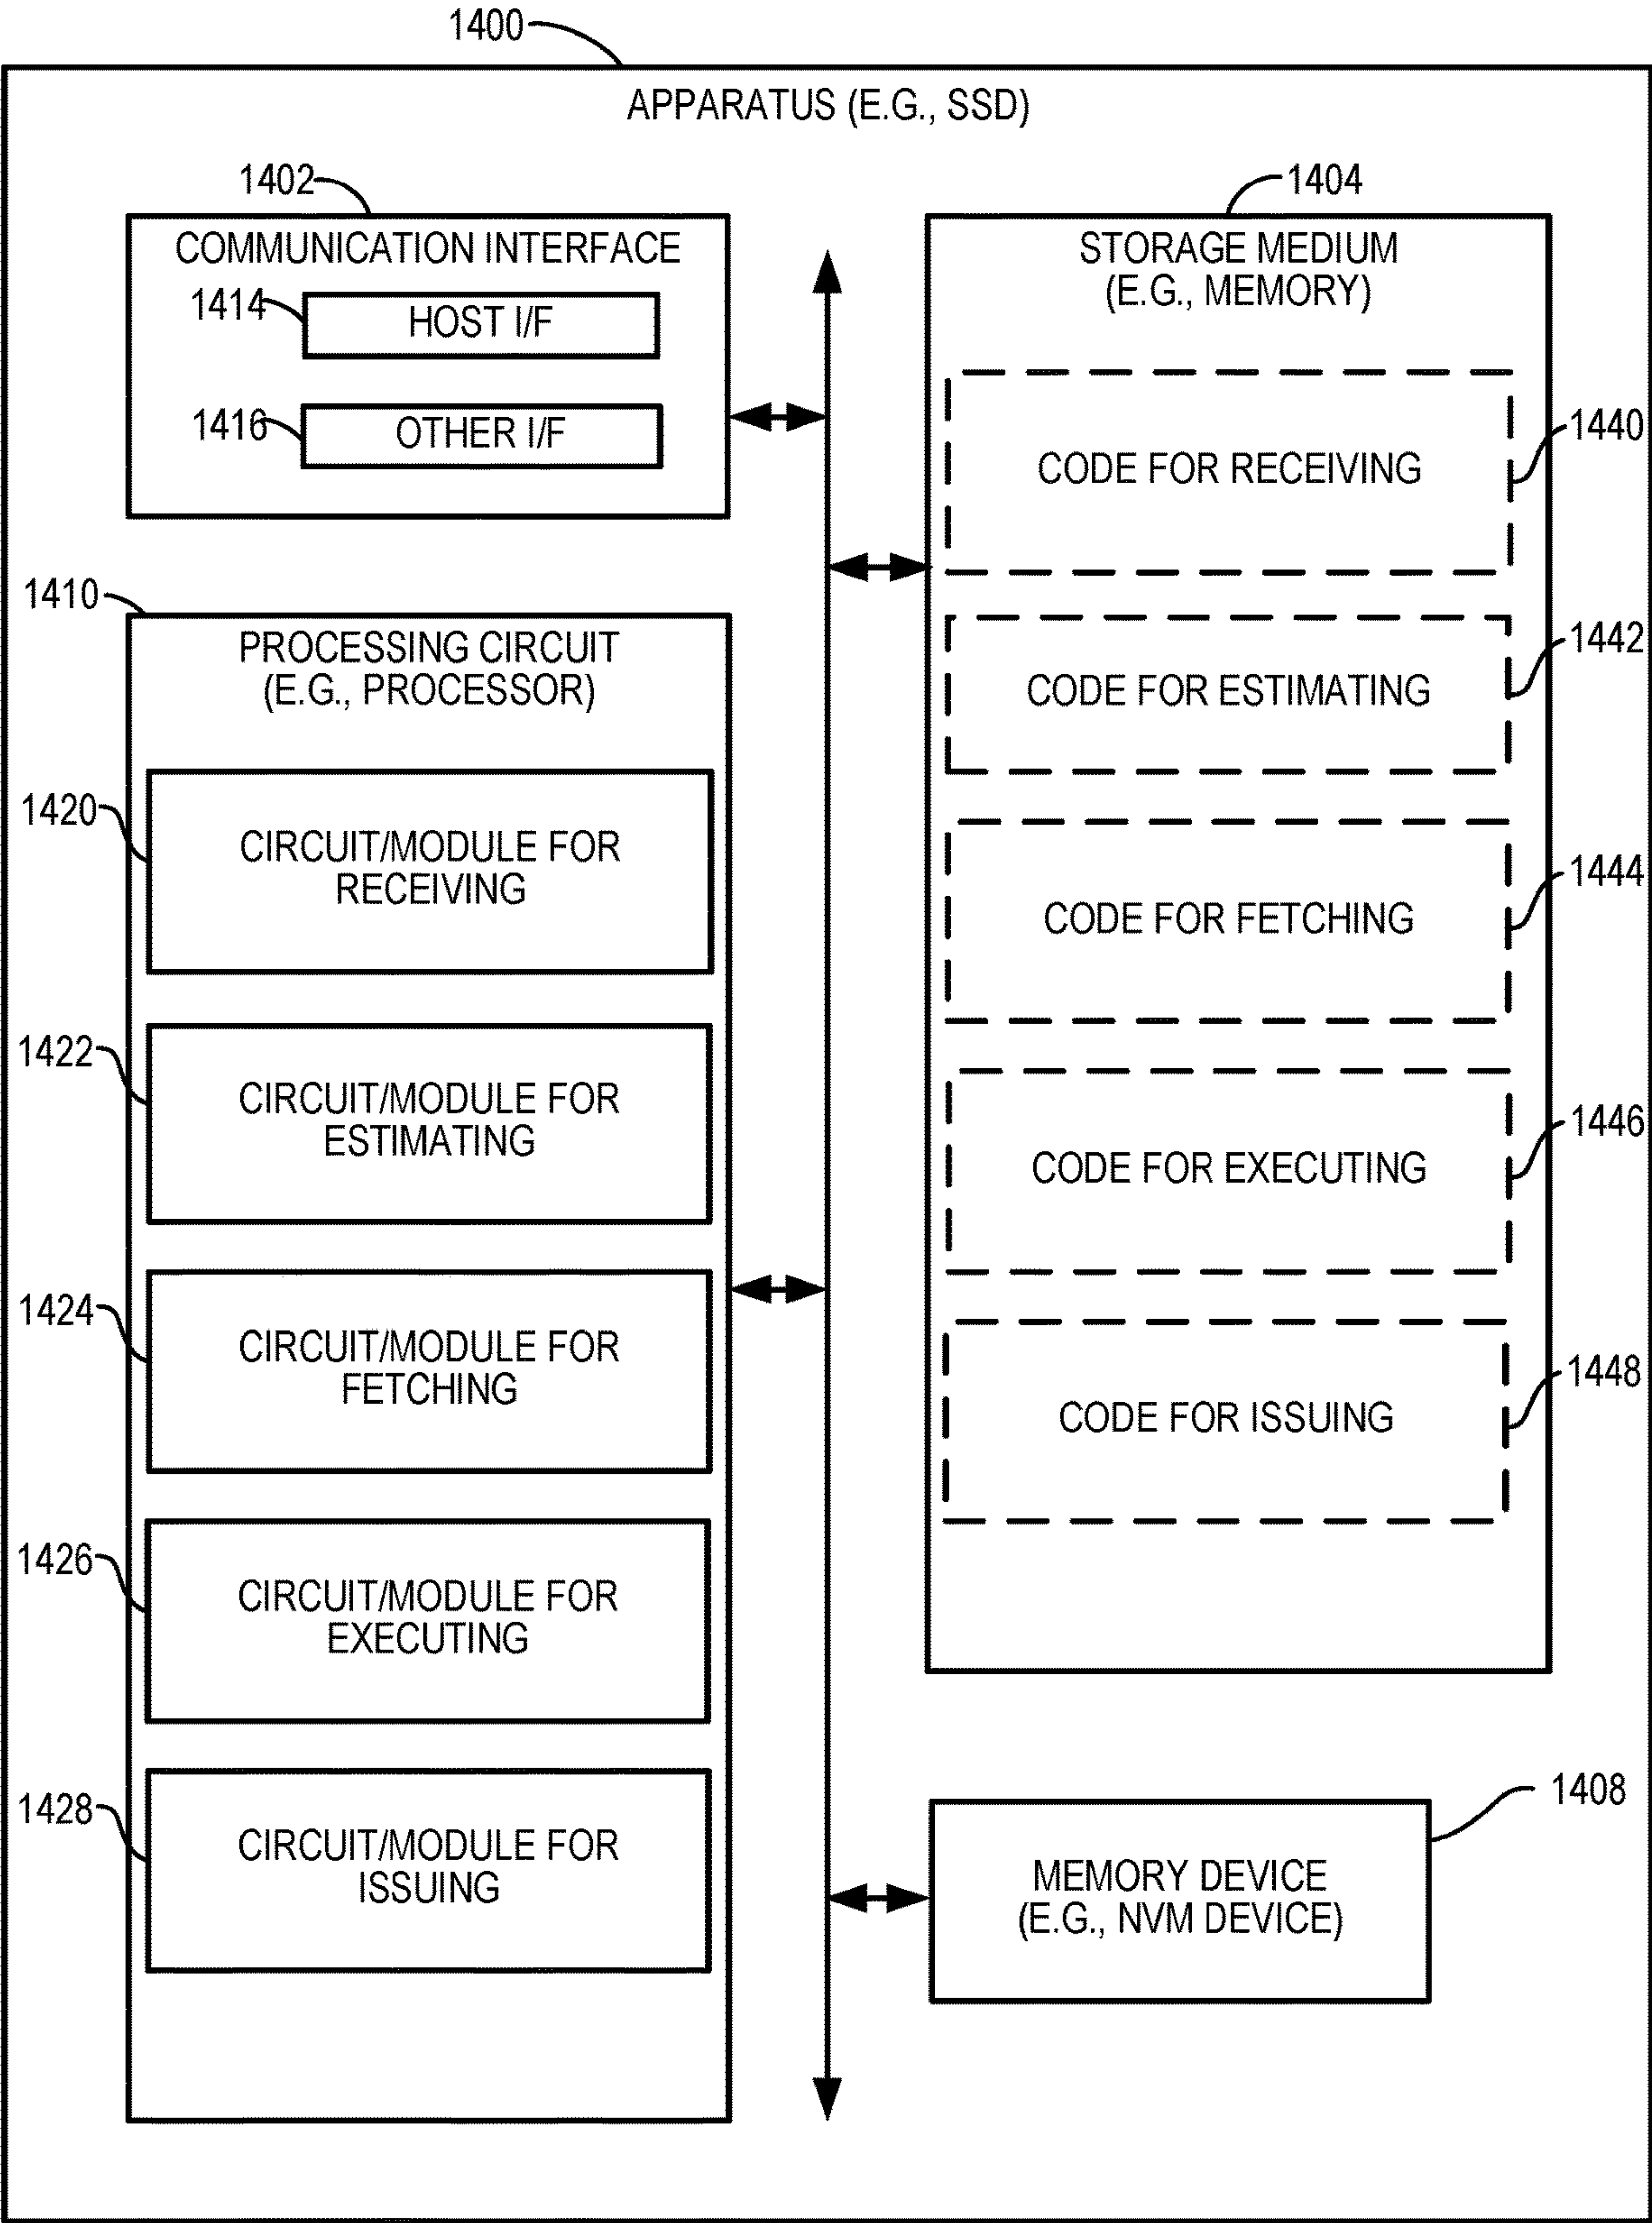 1400
APPARATUS (E.G., SSD)
1402
COMMUNICATION INTERFACE
1414
HOST I/F
1416
OTHER I/F
1410
PROCESSING CIRCUIT
(E.G., PROCESSOR)
1420
CIRCUIT/MODULE FOR
RECEIVING
1422
CIRCUIT/MODULE FOR
ESTIMATING
1424
CIRCUIT/MODULE FOR
FETCHING
1426
CIRCUIT/MODULE FOR
EXECUTING
1428
CIRCUIT/MODULE FOR
ISSUING
1404
STORAGE MEDIUM
(E.G., MEMORY)
1440
CODE FOR RECEIVING
1442
CODE FOR ESTIMATING
1444
CODE FOR FETCHING
1446
CODE FOR EXECUTING
1448
CODE FOR ISSUING
1408
MEMORY DEVICE
(E.G., NVM DEVICE)